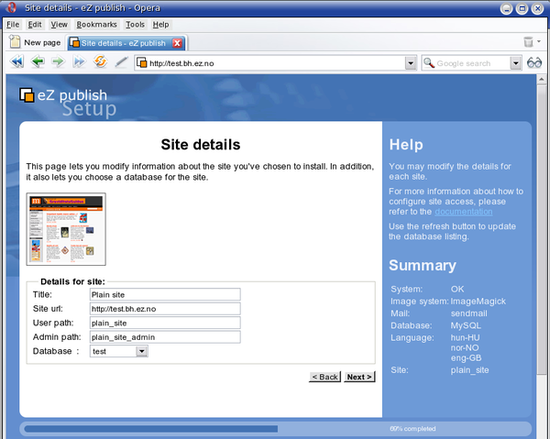 Site details - eZ publish - Opera
File Edit View Bookmarks Tools Help
New page
Site details - eZ publish
http://test.bh.ez.no
Google search
eZ publish
Setup
Site details
This page lets you modify information about the site you've chosen to install. In addition,
it also lets you choose a database for the site.
Details for site:
Title: Plain site
Site url: http://test.bh.ez.no
User path: plain_site
Admin path: plain_site_admin
Database : test
< Back Next >
Help
You may modify the details for
each site.
For more information about how to
configure site access, please
refer to the documentation
Use the refresh button to update
the database listing.
Summary
System: OK
Image system: ImageMagick
Mail: sendmail
Database: MySQL
Language: hun-HU
nor-NO
eng-GB
Site: plain_site